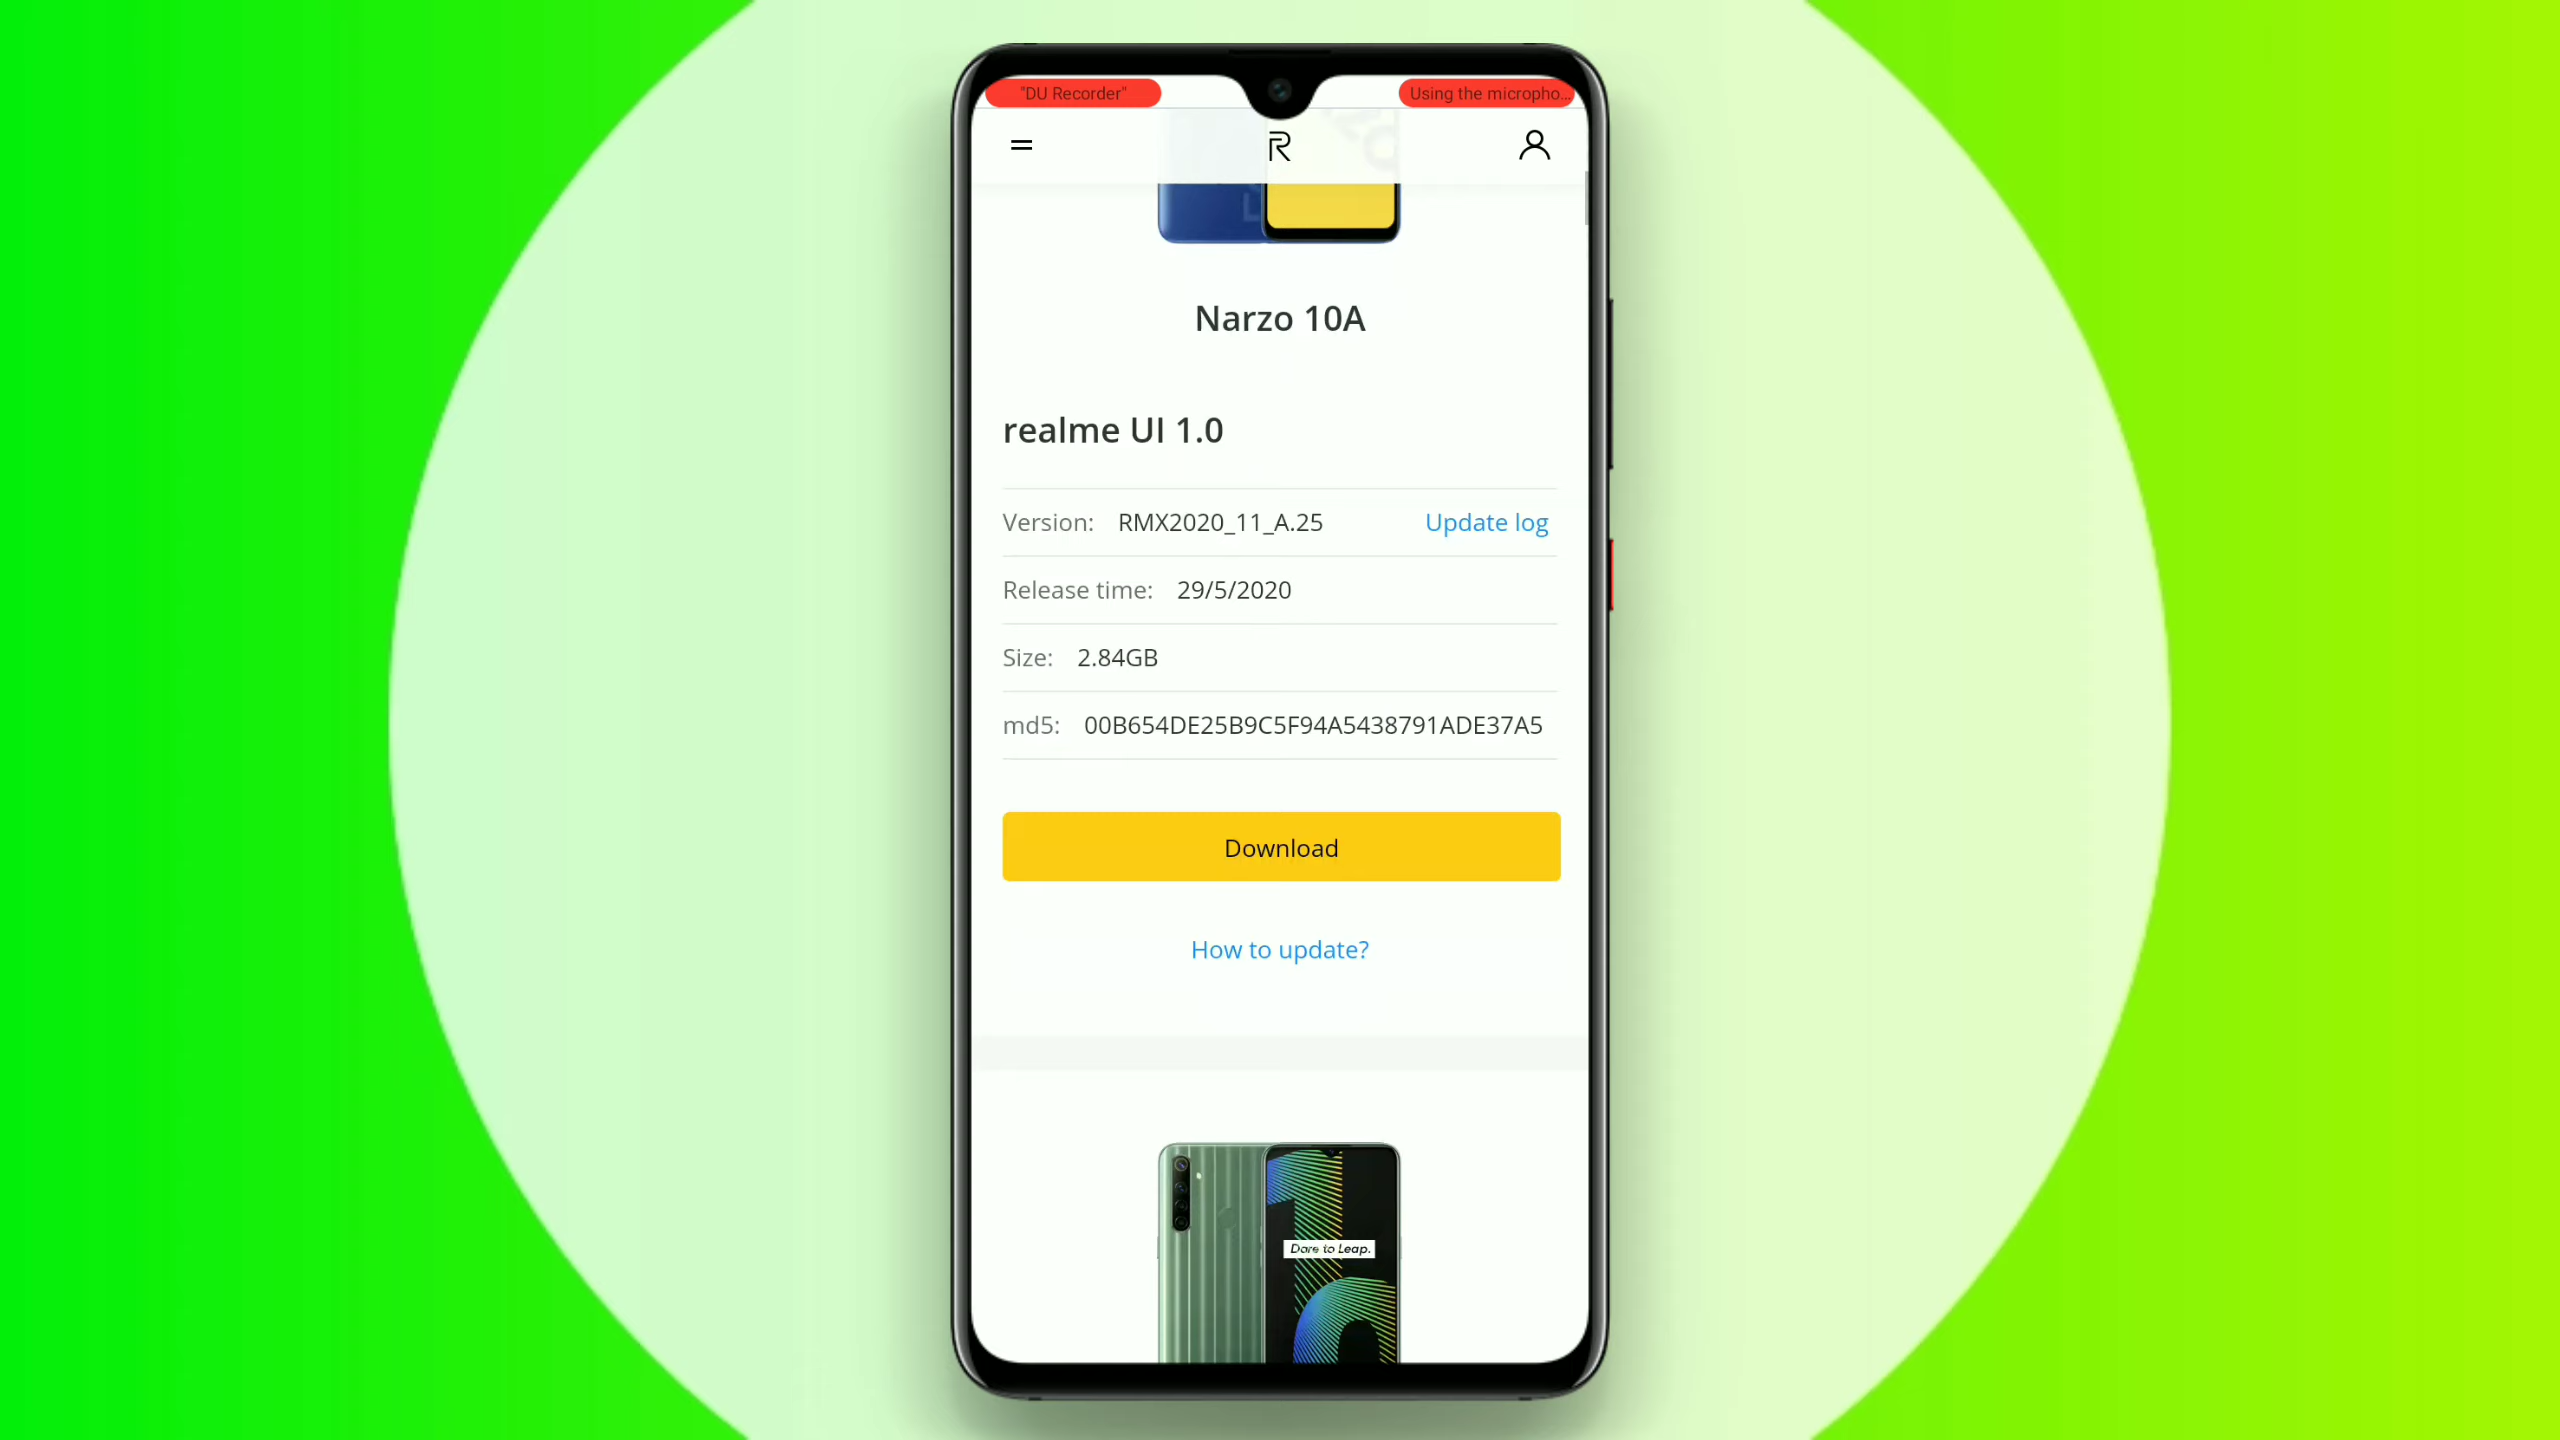 "DU Recorder"
Using the micropho...
Narzo 10A
realme UI 1.0
Version: RMX2020_11_A.25 Update log
Release time: 29/5/2020
Size: 2.84GB
md5: 00B654DE25B9C5F94A5438791ADE37A5
Download
How to update?
Dare to Leap.